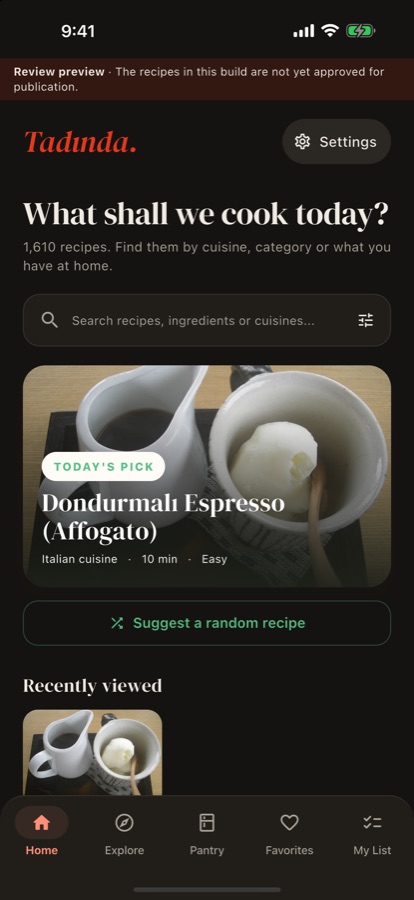 9:41
Review preview · The recipes in this build are not yet approved for
publication.
Tadında.
Settings
What shall we cook today?
1,610 recipes. Find them by cuisine, category or what you
have at home.
Search recipes, ingredients or cuisines...
TODAY'S PICK
Dondurmalı Espresso
(Affogato)
Italian cuisine · 10 min · Easy
Suggest a random recipe
Recently viewed
Home Explore Pantry Favorites My List